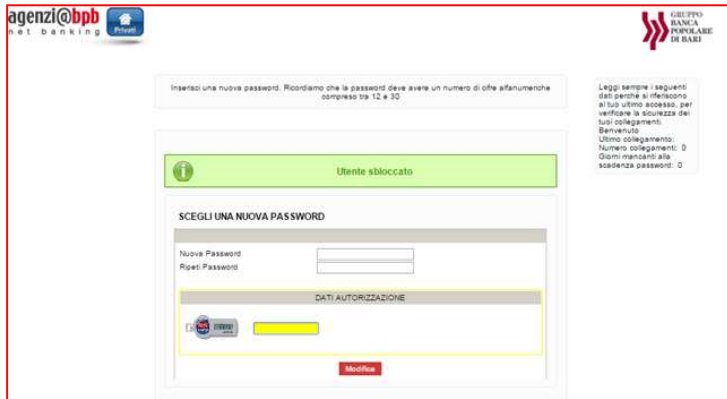 agenzi@bpb
net banking
Privati
GRUPPO
BANCA
POPOLARE
DI BARI
Inserisci una nuova password. Ricordiamo che la password deve avere un numero di cifre alfanumeriche
compreso tra 12 e 30
Leggi sempre i seguenti
dati perchè si riferiscono
al tuo ultimo accesso, per
verificare la sicurezza dei
tuoi collegamenti.
Benvenuto
Ultimo collegamento:
Numero collegamenti: 0
Giorni mancanti alla
scadenza password: 0
Utente sbloccato
SCEGLI UNA NUOVA PASSWORD
Nuova Password
Ripeti Password
DATI AUTORIZZAZIONE
Modifica